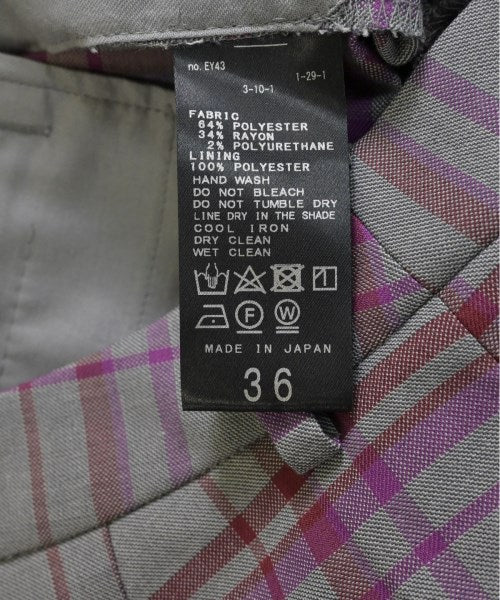 no. EY43
1-29-1
3-10-1
FABRIC
64% POLYESTER
34% RAYON
2% POLYURETHANE
LINING
100% POLYESTER
HAND WASH
DO NOT BLEACH
DO NOT TUMBLE DRY
LINE DRY IN THE SHADE
COOL IRON
DRY CLEAN
WET CLEAN
F W
MADE IN JAPAN
36